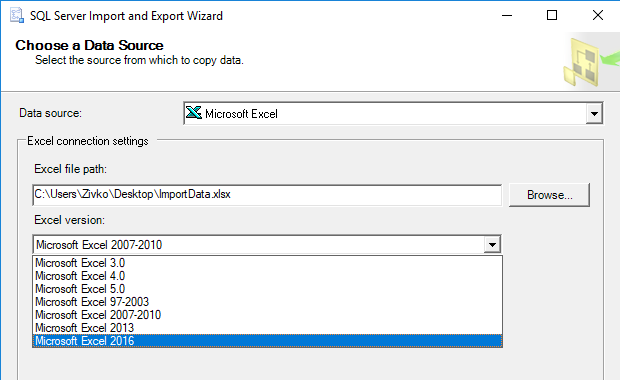 SQL Server Import and Export Wizard
Choose a Data Source
Select the source from which to copy data.
Data source: Microsoft Excel
Excel connection settings
Excel file path:
C:\Users\Zivko\Desktop\ImportData.xlsx Browse...
Excel version:
Microsoft Excel 2007-2010
Microsoft Excel 3.0
Microsoft Excel 4.0
Microsoft Excel 5.0
Microsoft Excel 97-2003
Microsoft Excel 2007-2010
Microsoft Excel 2013
Microsoft Excel 2016